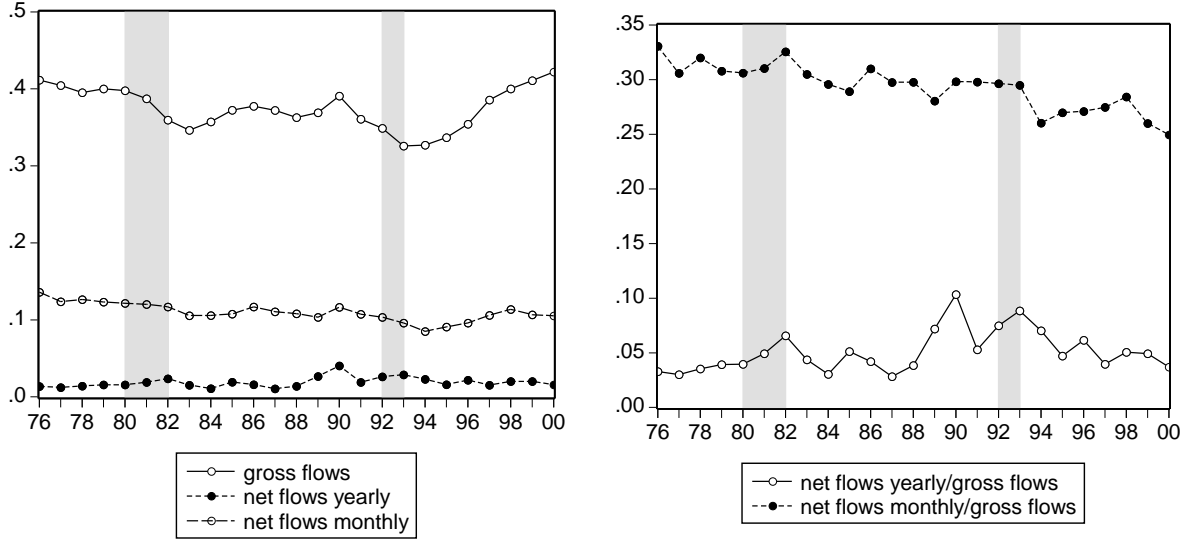 .5
.4
.3
.2
.1
.0
76 78 80 82 84 86 88 90 92 94 96 98 00
gross flows
net flows yearly
net flows monthly
.35
.30
.25
.20
.15
.10
.05
.00
76 78 80 82 84 86 88 90 92 94 96 98 00
net flows yearly/gross flows
net flows monthly/gross flows